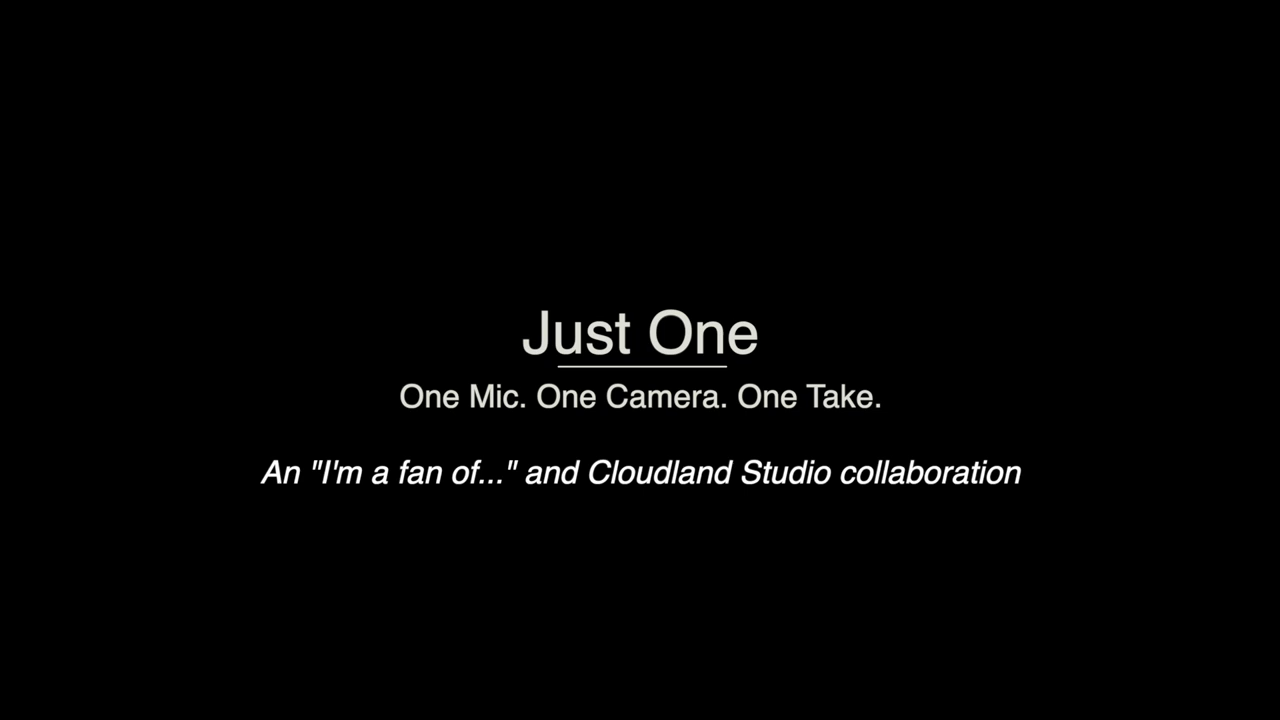 Just One
One Mic. One Camera. One Take.
An "I'm a fan of..." and Cloudland Studio collaboration